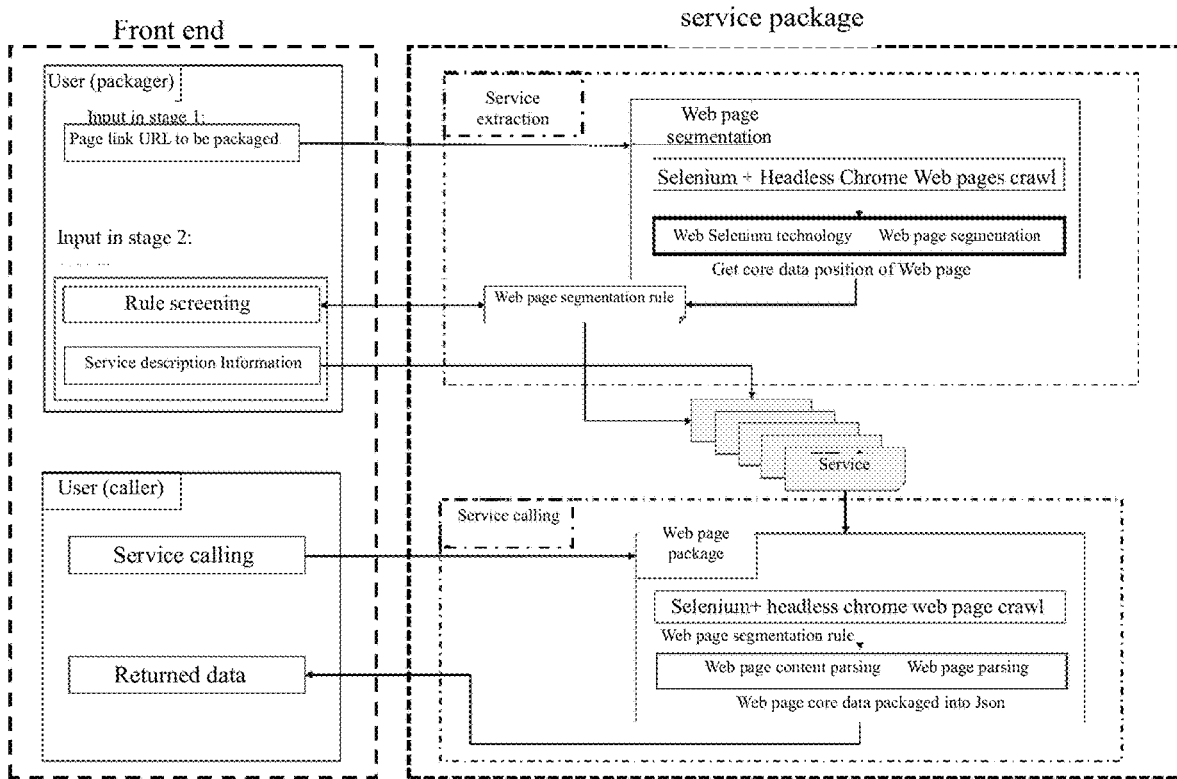 Front end
service package
User (packager)
Input in stage 1:
Page link URL to be packaged
Input in stage 2:
Rule screening
Service description Information
Service
extraction
Web page
segmentation
Selenium + Headless Chrome Web pages crawl
Web Selenium technology Web page segmentation
Get core data position of Web page
Web page segmentation rule
Service
User (caller)
Service calling
Returned data
Service calling
Web page
package
Selenium+ headless chrome web page crawl
Web page segmentation rule
Web page content parsing Web page parsing
Web page core data packaged into Json